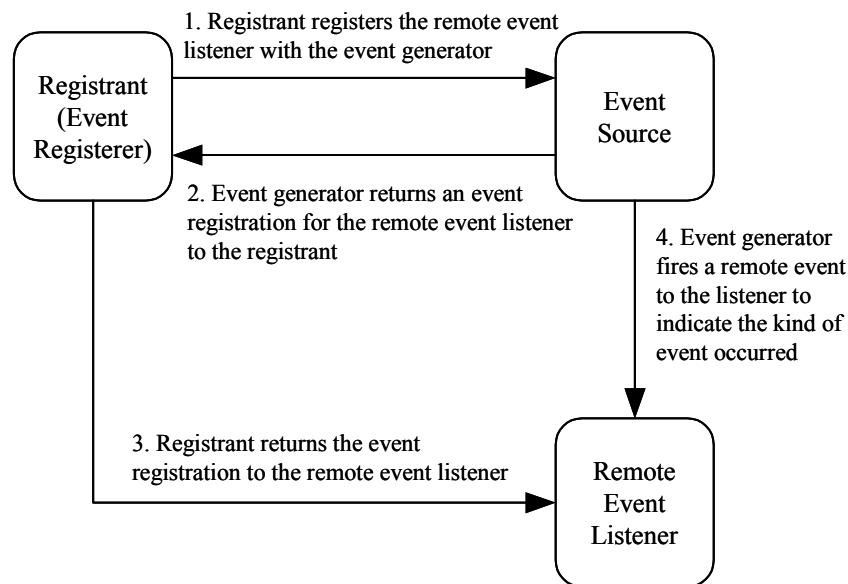 1. Registrant registers the remote event
listener with the event generator
Registrant
(Event
Registerer)
Event
Source
2. Event generator returns an event
registration for the remote event listener
to the registrant
4. Event generator
fires a remote event
to the listener to
indicate the kind of
event occurred
3. Registrant returns the event
registration to the remote event listener
Remote
Event
Listener